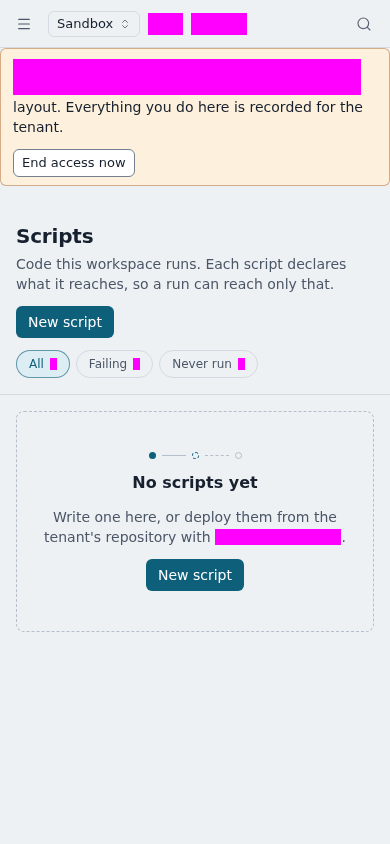 Sandbox
layout. Everything you do here is recorded for the
tenant.
End access now
Scripts
Code this workspace runs. Each script declares
what it reaches, so a run can reach only that.
New script
All
Failing
Never run
No scripts yet
Write one here, or deploy them from the
tenant's repository with .
New script